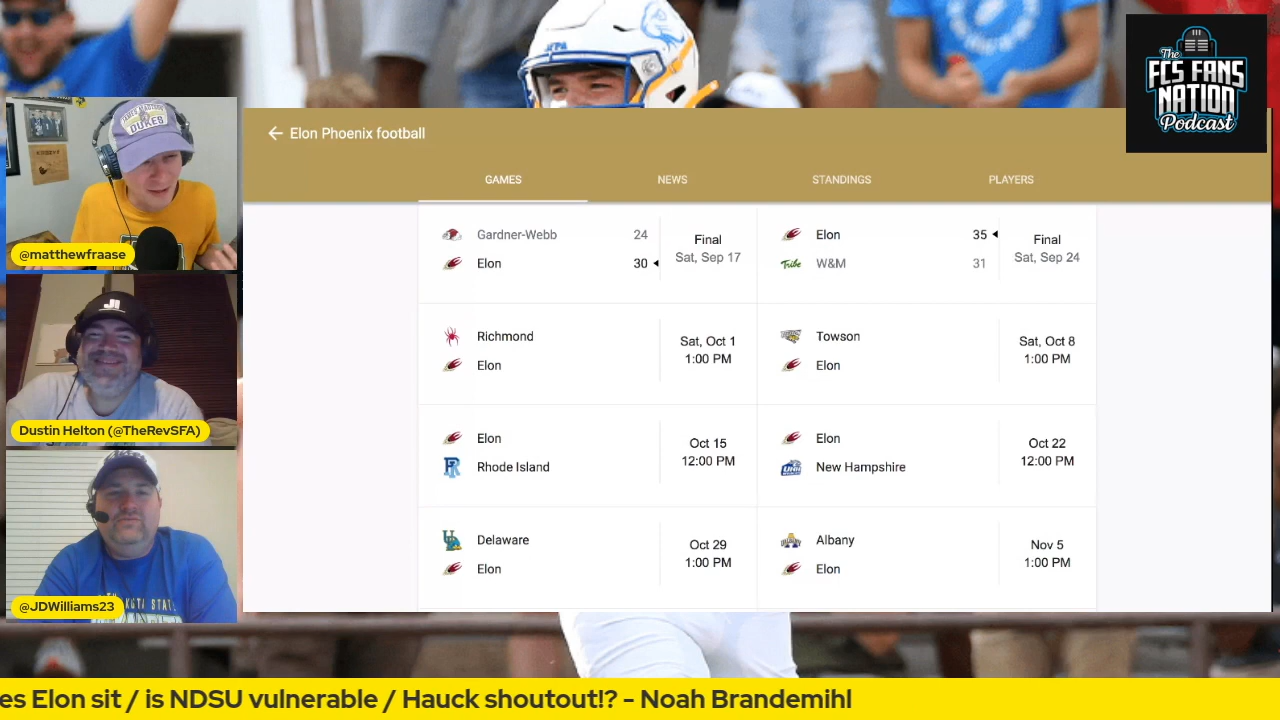 The
FCS FANS
NATION
Podcast
DUKES
@matthewfraase
Dustin Helton (@TheRevSFA)
@JDWilliams23
Elon Phoenix football
GAMES
NEWS
STANDINGS
PLAYERS
Gardner-Webb 24
Elon 30
Final
Sat, Sep 17
Elon 35
Tribe W&M 31
Final
Sat, Sep 24
Richmond
Elon
Sat, Oct 1
1:00 PM
Towson
Elon
Sat, Oct 8
1:00 PM
Elon
Rhode Island
Oct 15
12:00 PM
Elon
New Hampshire
Oct 22
12:00 PM
Delaware
Elon
Oct 29
1:00 PM
Albany
Elon
Nov 5
1:00 PM
es Elon sit / is NDSU vulnerable / Hauck shoutout!? - Noah Brandemihl